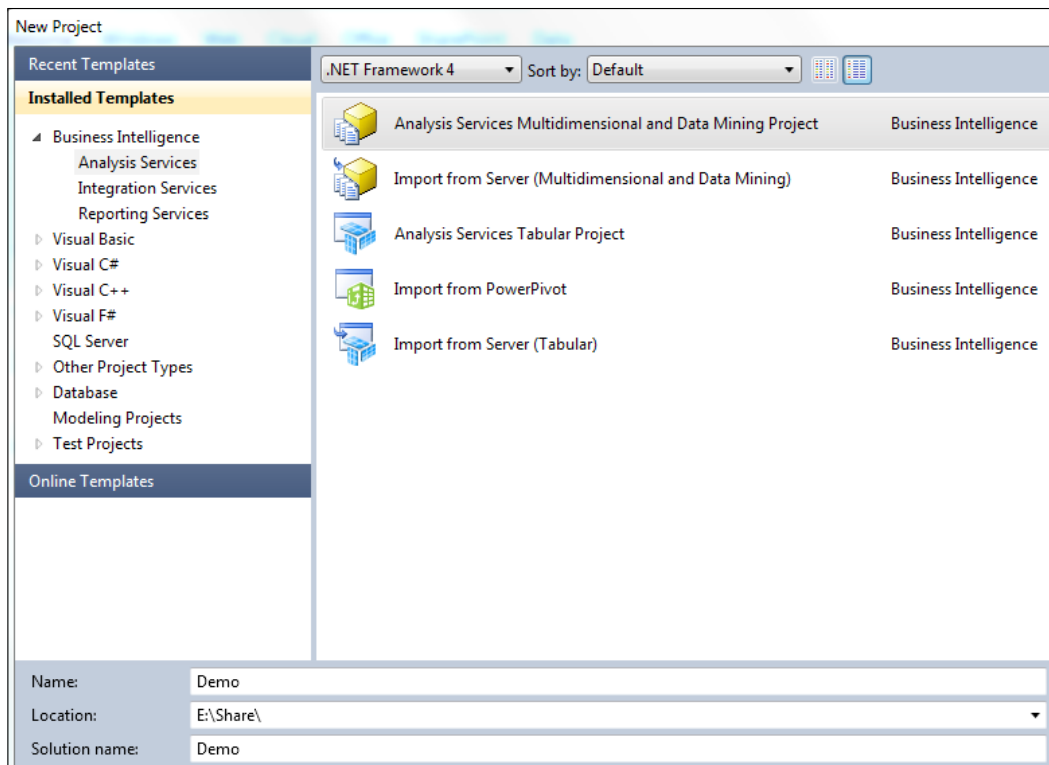 New Project
Recent Templates
Installed Templates
Business Intelligence
Analysis Services
Integration Services
Reporting Services
Visual Basic
Visual C#
Visual C++
Visual F#
SQL Server
Other Project Types
Database
Modeling Projects
Test Projects
Online Templates
.NET Framework 4 Sort by: Default
Analysis Services Multidimensional and Data Mining Project Business Intelligence
Import from Server (Multidimensional and Data Mining) Business Intelligence
Analysis Services Tabular Project Business Intelligence
Import from PowerPivot Business Intelligence
Import from Server (Tabular) Business Intelligence
Name: Demo
Location: E:\Share\
Solution name: Demo